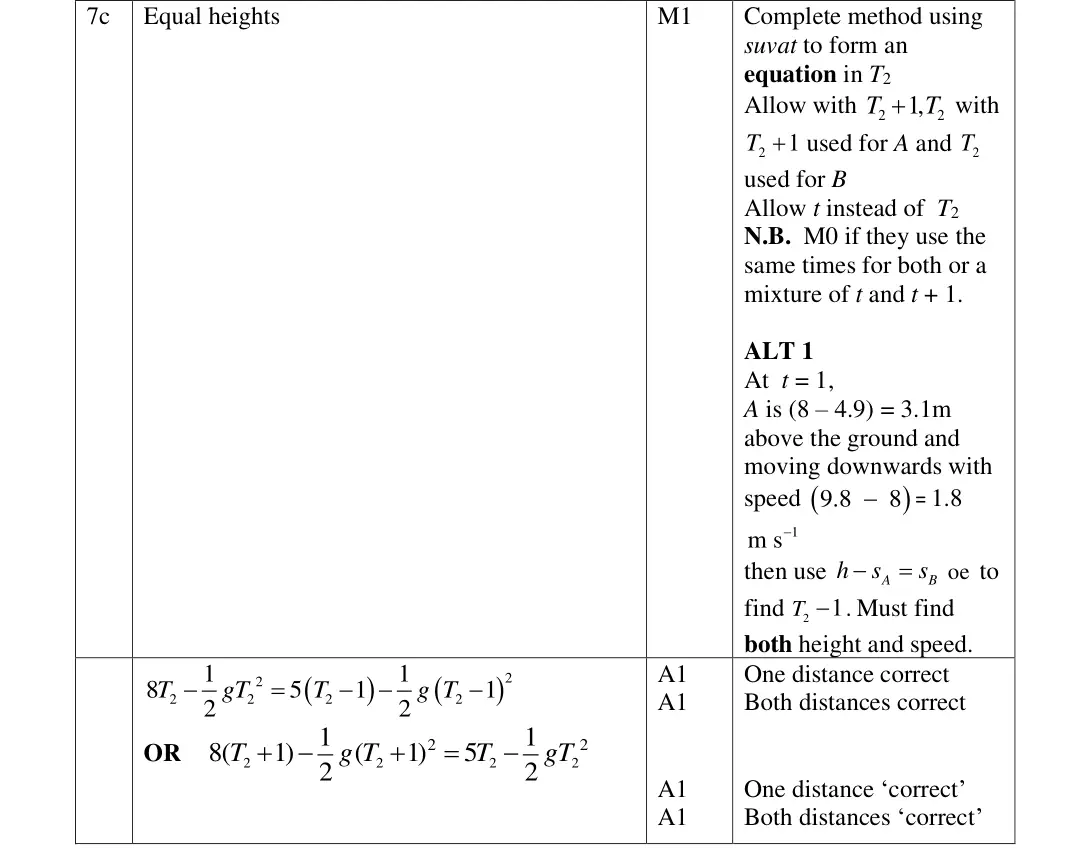 7c Equal heights M1 Complete method using
suvat to form an
equation in T₂
Allow with T₂ + 1, T₂ with
T₂ + 1 used for A and T₂
used for B
Allow t instead of T₂
N.B. M0 if they use the
same times for both or a
mixture of t and t + 1.
ALT 1
At t = 1,
A is (8 – 4.9) = 3.1m
above the ground and
moving downwards with
speed (9.8 – 8) = 1.8
m s⁻¹
then use h – s_A = s_B oe to
find T₂ – 1. Must find
both height and speed.
8T₂ – 1/2 gT₂² = 5(T₂ – 1) – 1/2 g(T₂ – 1)² A1 One distance correct
A1 Both distances correct
OR 8(T₂ + 1) – 1/2 g(T₂ + 1)² = 5T₂ – 1/2 gT₂²
A1 One distance ‘correct’
A1 Both distances ‘correct’